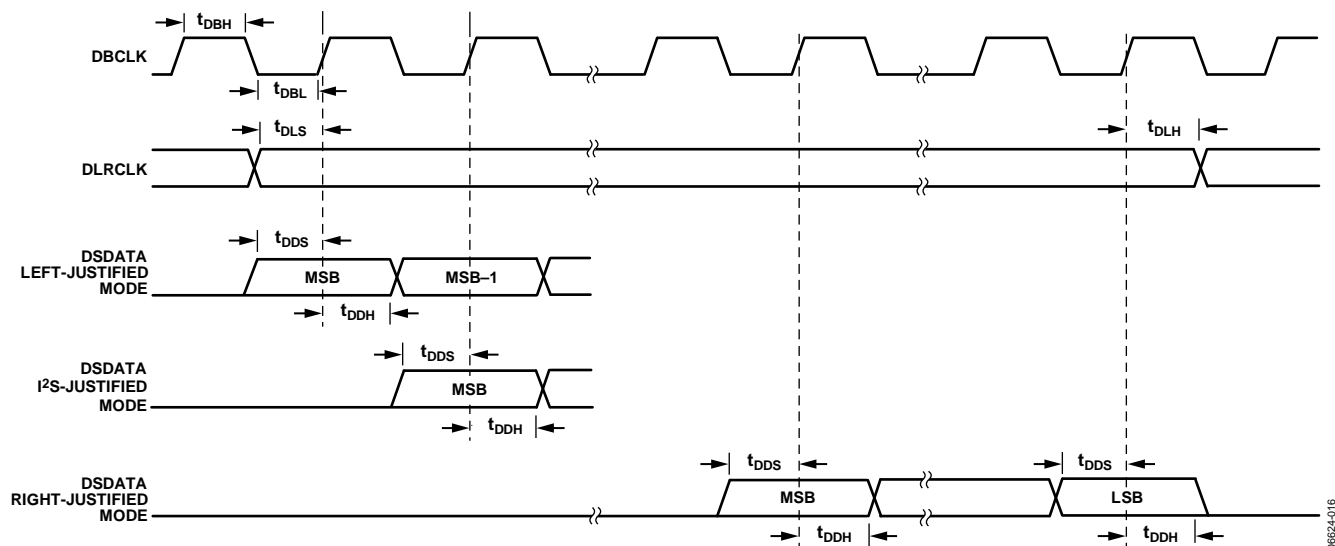 tDBH
DBCLK
tDBL
tDLS
tDLH
DLRCLK
tDDS
DSDATA
LEFT-JUSTIFIED
MODE
MSB
MSB–1
tDDH
tDDS
DSDATA
I2S-JUSTIFIED
MODE
MSB
tDDH
tDDS
tDDS
DSDATA
RIGHT-JUSTIFIED
MODE
MSB
LSB
tDDH
tDDH
06624-016